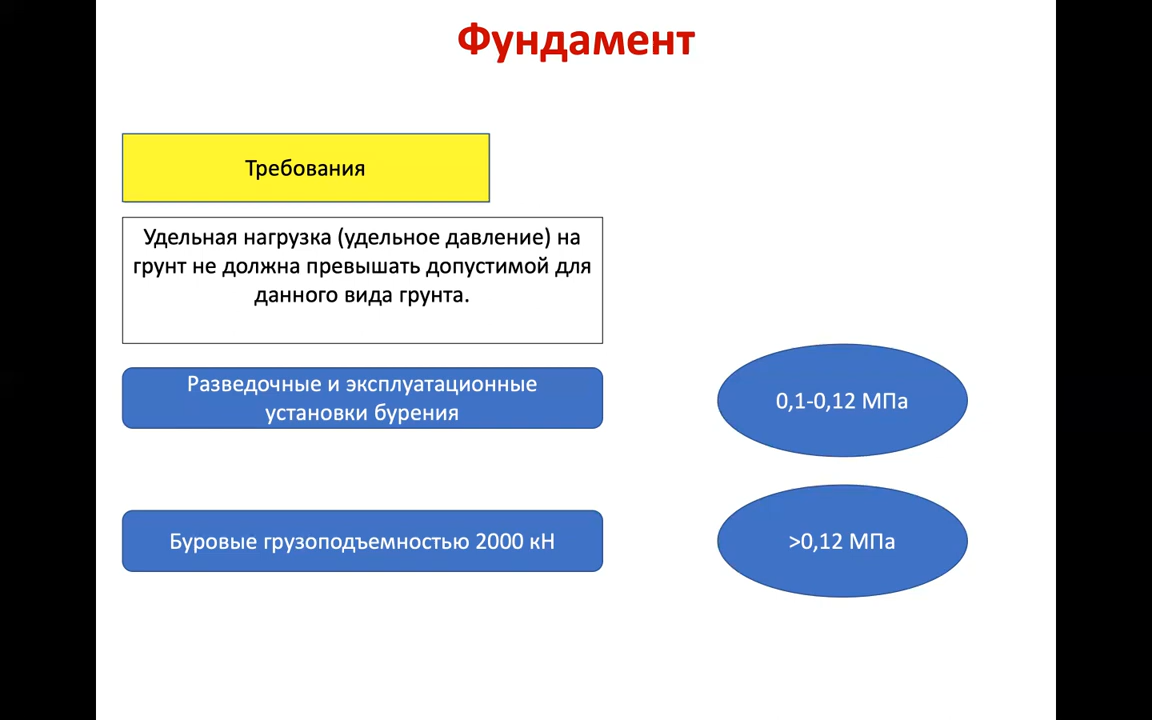 Фундамент
Требования
Удельная нагрузка (удельное давление) на
грунт не должна превышать допустимой для
данного вида грунта.
Разведочные и эксплуатационные
установки бурения
0,1-0,12 МПа
Буровые грузоподъемностью 2000 кН
>0,12 МПа